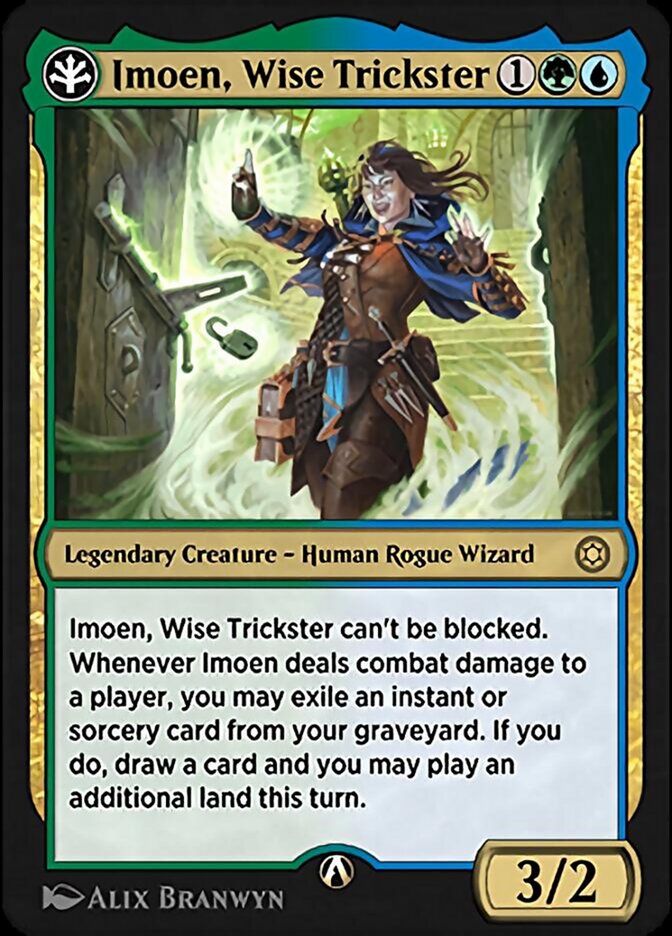 Imoen, Wise Trickster 1
Legendary Creature – Human Rogue Wizard
Imoen, Wise Trickster can't be blocked.
Whenever Imoen deals combat damage to
a player, you may exile an instant or
sorcery card from your graveyard. If you
do, draw a card and you may play an
additional land this turn.
3/2
Alix Branwyn